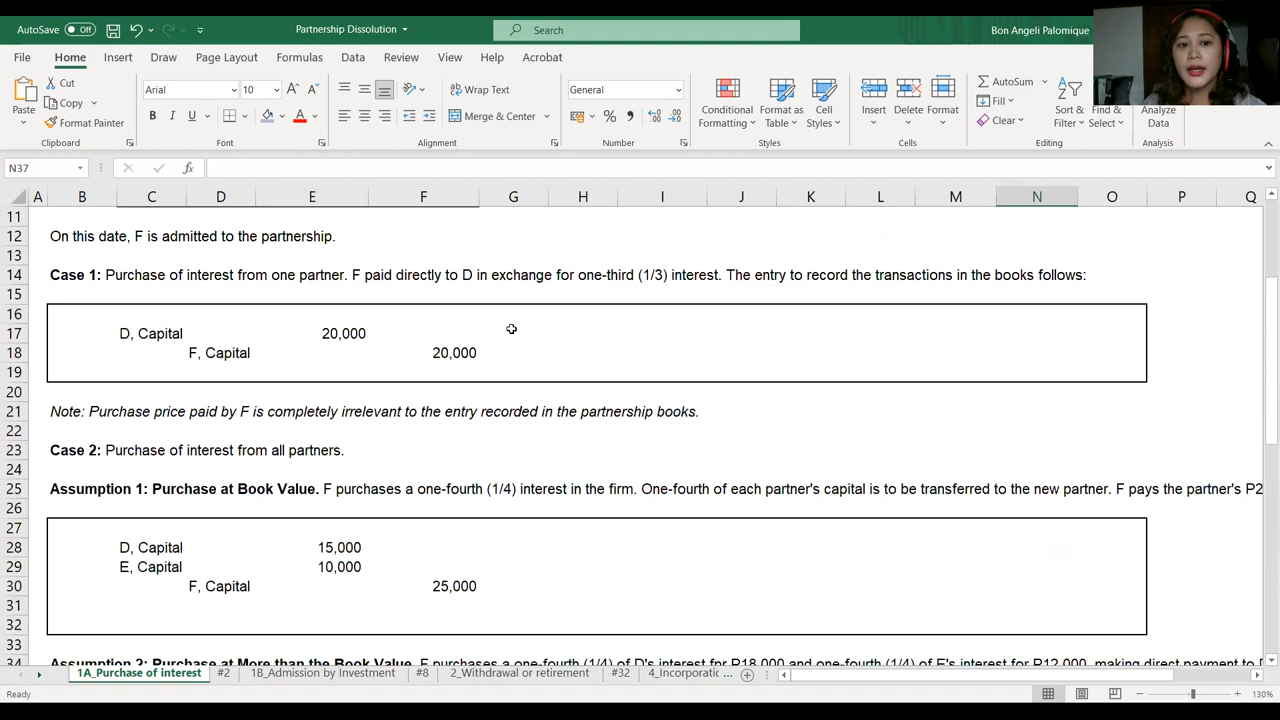 AutoSave Off Partnership Dissolution Search Bon Angeli Palomique
File Home Insert Draw Page Layout Formulas Data Review View Help Acrobat
Paste Cut Copy Format Painter Clipboard
Arial 10 B I U A Font
Wrap Text Merge & Center Alignment
General % Number
Conditional Formatting Format as Table Cell Styles Styles
Insert Delete Format Cells
AutoSum Fill Clear Sort & Filter Find & Select Editing
Analyze Data Analysis
N37 fx
A B C D E F G H I J K L M N O P Q
11
12 On this date, F is admitted to the partnership.
13
14 Case 1: Purchase of interest from one partner. F paid directly to D in exchange for one-third (1/3) interest. The entry to record the transactions in the books follows:
15
16
17 D, Capital 20,000
18 F, Capital 20,000
19
20
21 Note: Purchase price paid by F is completely irrelevant to the entry recorded in the partnership books.
22
23 Case 2: Purchase of interest from all partners.
24
25 Assumption 1: Purchase at Book Value. F purchases a one-fourth (1/4) interest in the firm. One-fourth of each partner's capital is to be transferred to the new partner. F pays the partner's P2
26
27
28 D, Capital 15,000
29 E, Capital 10,000
30 F, Capital 25,000
31
32
33
34 Assumption 2: Purchase at More than the Book Value. F purchases a one-fourth (1/4) of D's interest for P18,000 and one-fourth (1/4) of E's interest for P12,000, making direct payment to
1A_Purchase of interest #2 1B_Admission by Investment #8 2_Withdrawal or retirement #32 4_Incorporatic ...
Ready 130%